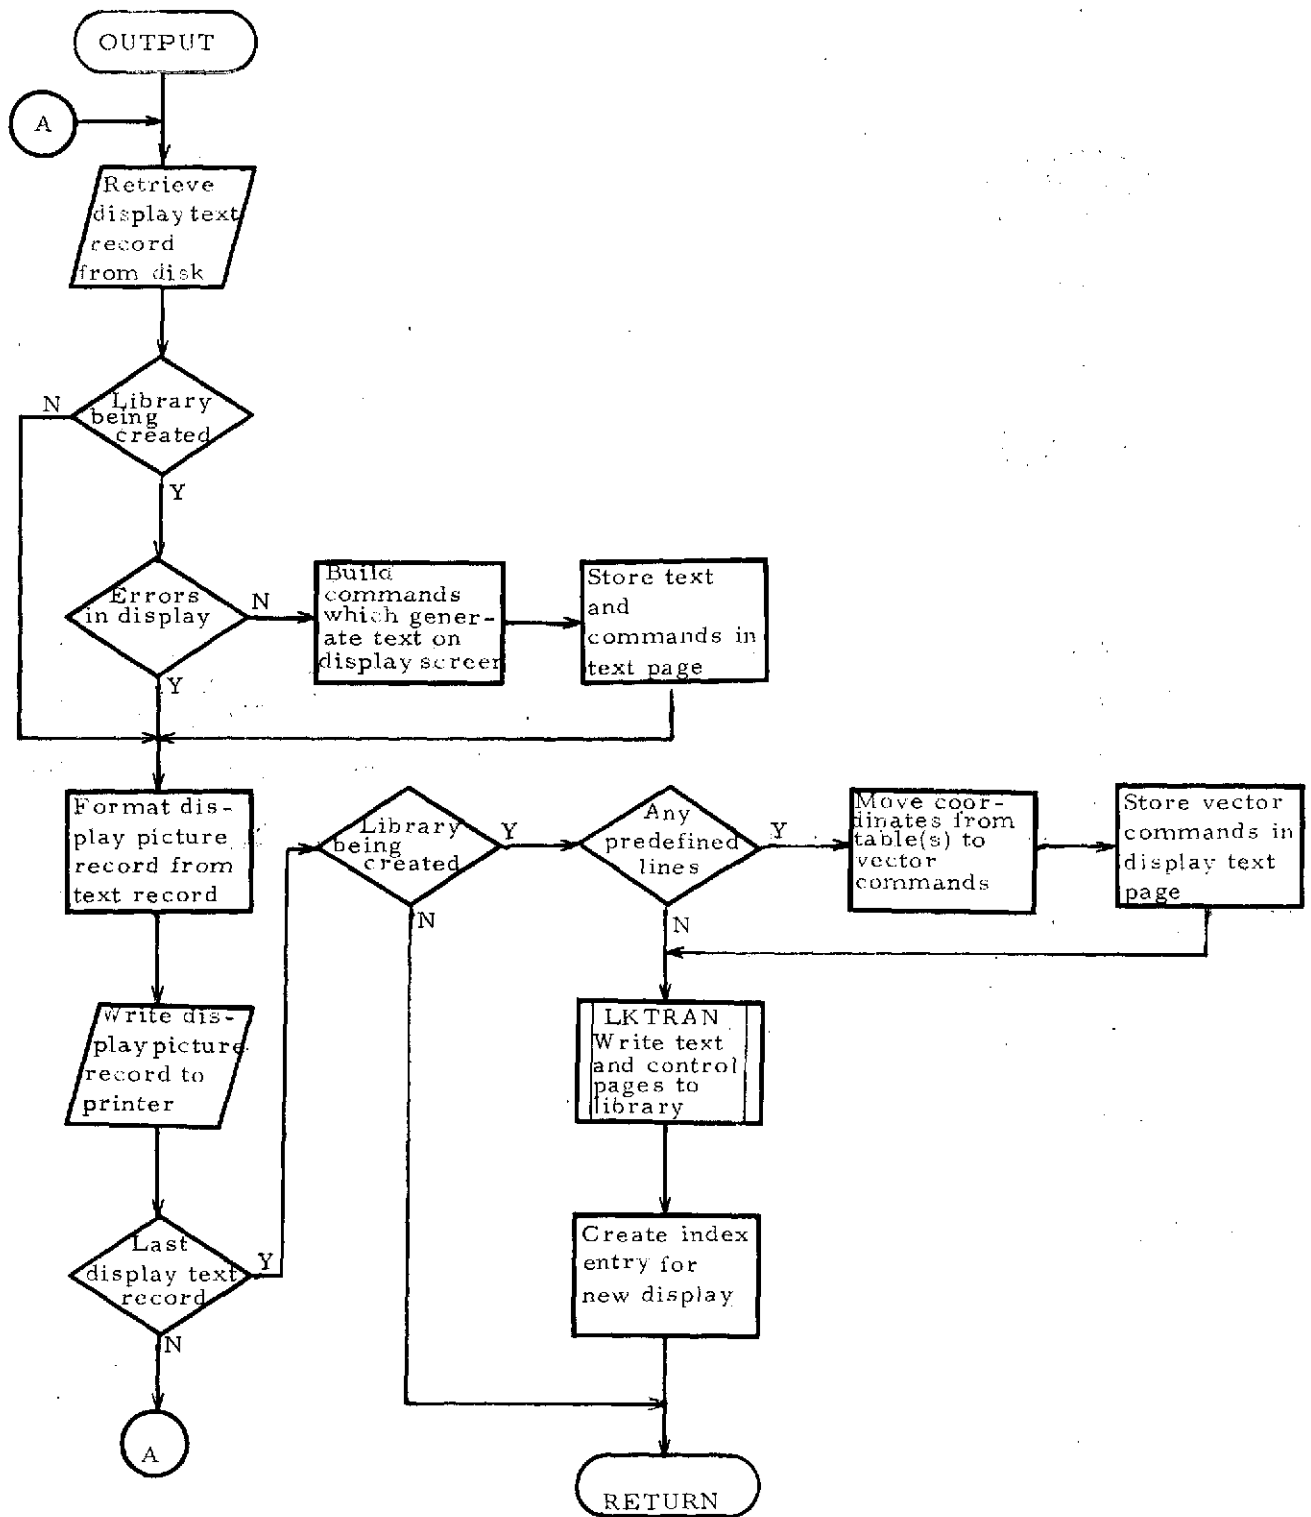 OUTPUT
A
Retrieve
display text
record
from disk
Library
being
created
N
Y
Errors
in display
N
Y
Build
commands
which gener-
ate text on
display screen
Store text
and
commands in
text page
Format dis-
play picture
record from
text record
Library
being
created
Y
N
Any
predefined
lines
Y
N
Move coor-
dinates from
table(s) to
vector
commands
Store vector
commands in
display text
page
Write dis-
play picture
record to
printer
LKTRAN
Write text
and control
pages to
library
Last
display text
record
Y
N
Create index
entry for
new display
A
RETURN